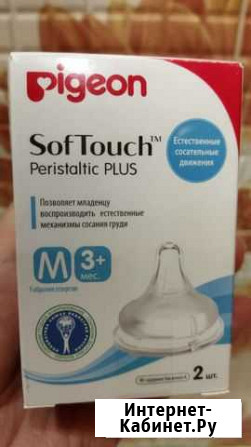 pigeon
SofTouch™
Peristaltic PLUS
Естественные
сосательные
движения
Позволяет младенцу
воспроизводить естественные
механизмы сосания груди
M
3+
мес.
2 шт.
Интернет-
Кабинет.Ру